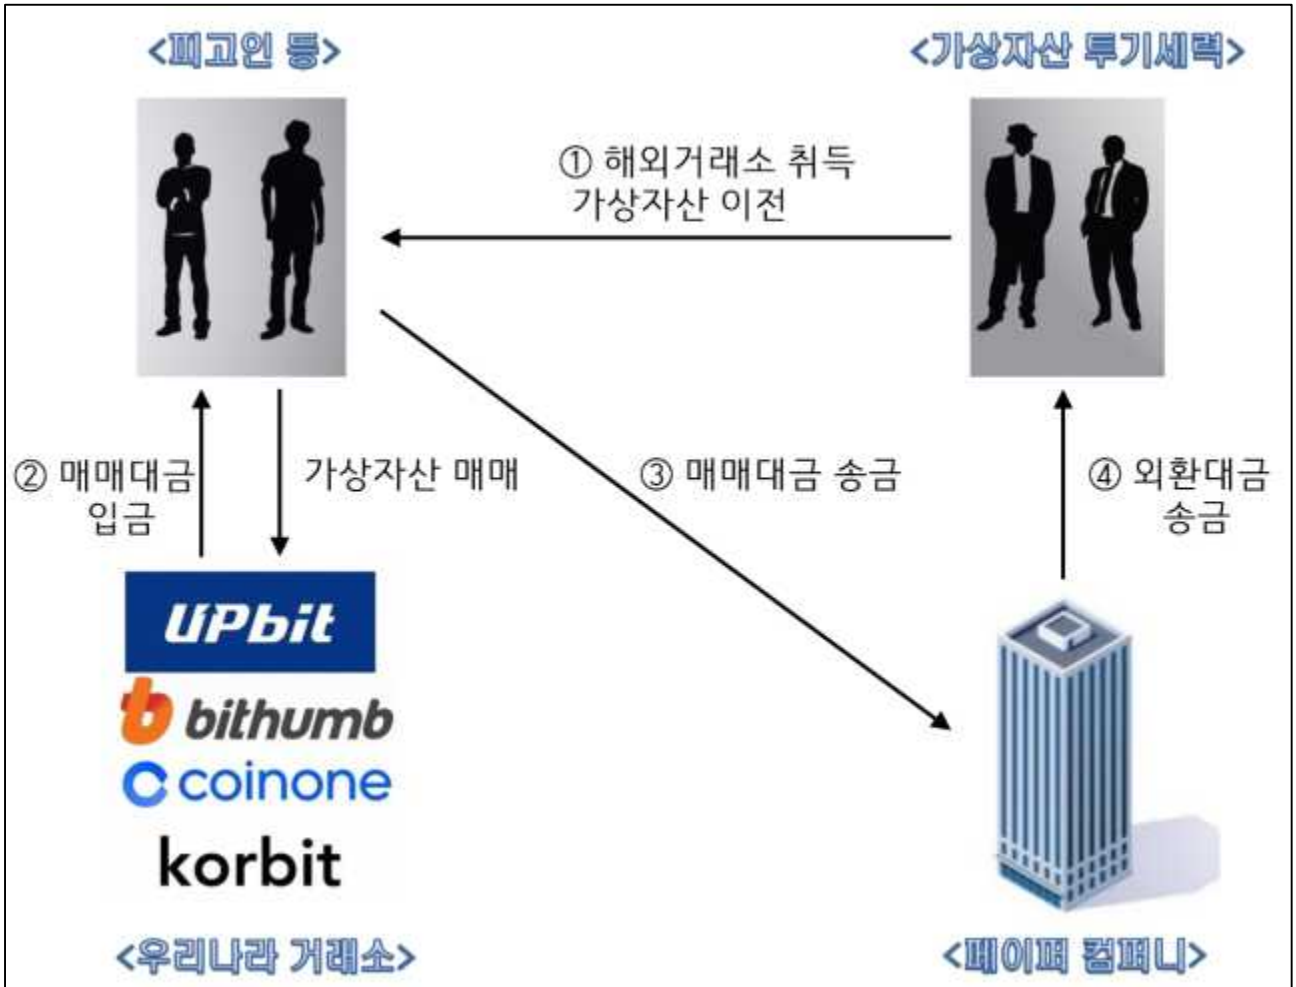 <피고인 등>
<가상자산 투기세력>
① 해외거래소 취득
가상자산 이전
② 매매대금
입금
가상자산 매매
③ 매매대금 송금
④ 외환대금
송금
UPbit
bithumb
coinone
korbit
<우리나라 거래소>
<페이퍼 컴퍼니>